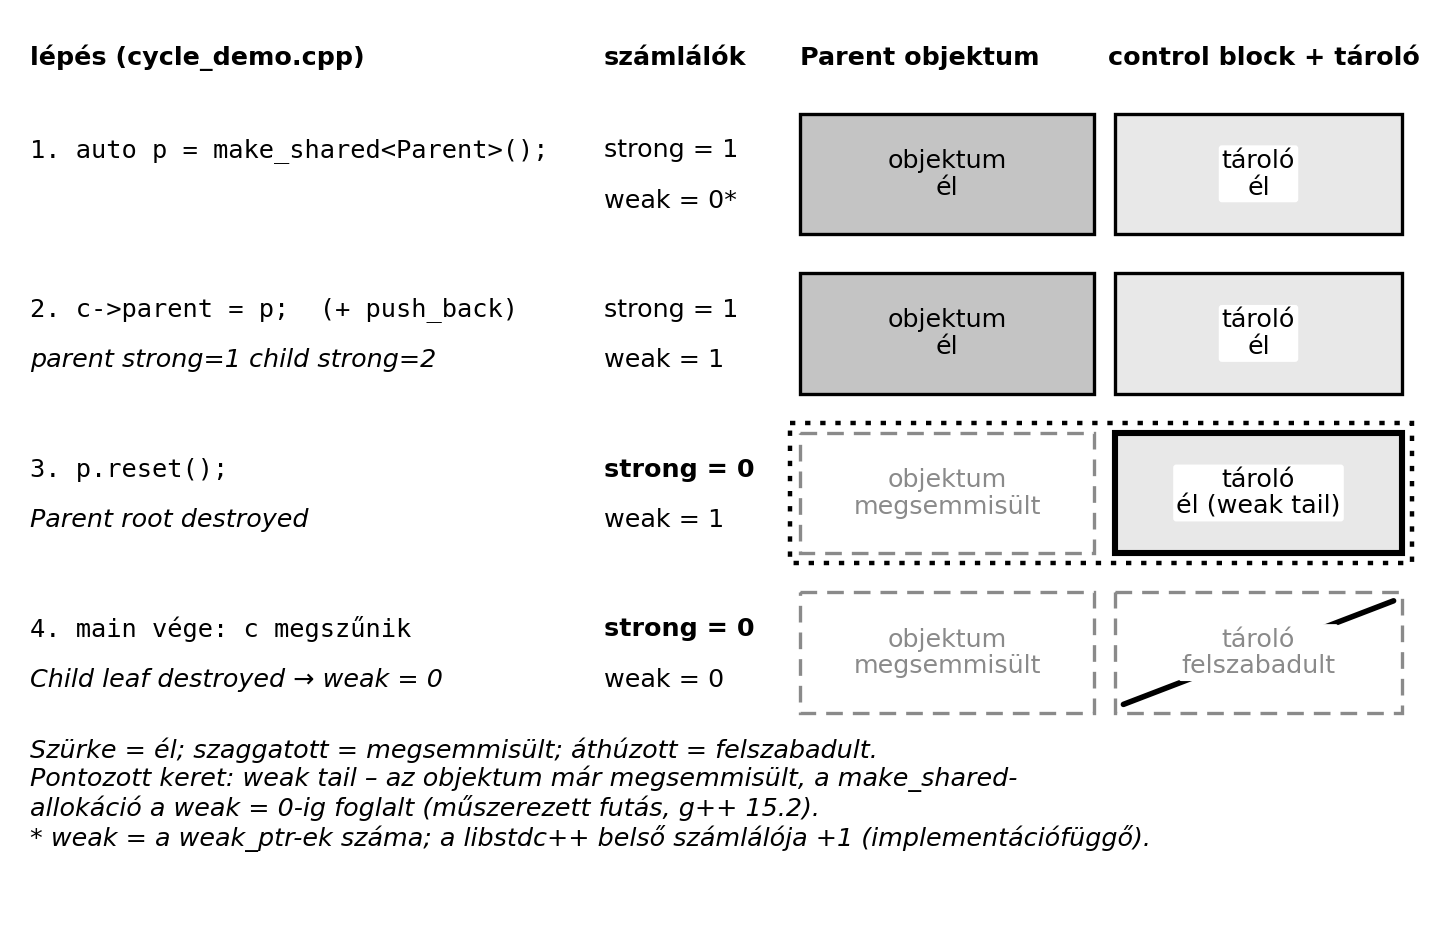 lépés (cycle_demo.cpp) számlálók Parent objektum control block + tároló
1. auto p = make_shared<Parent>(); strong = 1
weak = 0*
objektum
él
tároló
él
2. c->parent = p;  (+ push_back) strong = 1
parent strong=1 child strong=2 weak = 1
objektum
él
tároló
él
3. p.reset(); strong = 0
Parent root destroyed weak = 1
objektum
megsemmisült
tároló
él (weak tail)
4. main vége: c megszűnik strong = 0
Child leaf destroyed → weak = 0 weak = 0
objektum
megsemmisült
tároló
felszabadult
Szürke = él; szaggatott = megsemmisült; áthúzott = felszabadult.
Pontozott keret: weak tail – az objektum már megsemmisült, a make_shared-
allokáció a weak = 0-ig foglalt (műszerezett futás, g++ 15.2).
* weak = a weak_ptr-ek száma; a libstdc++ belső számlálója +1 (implementációfüggő).